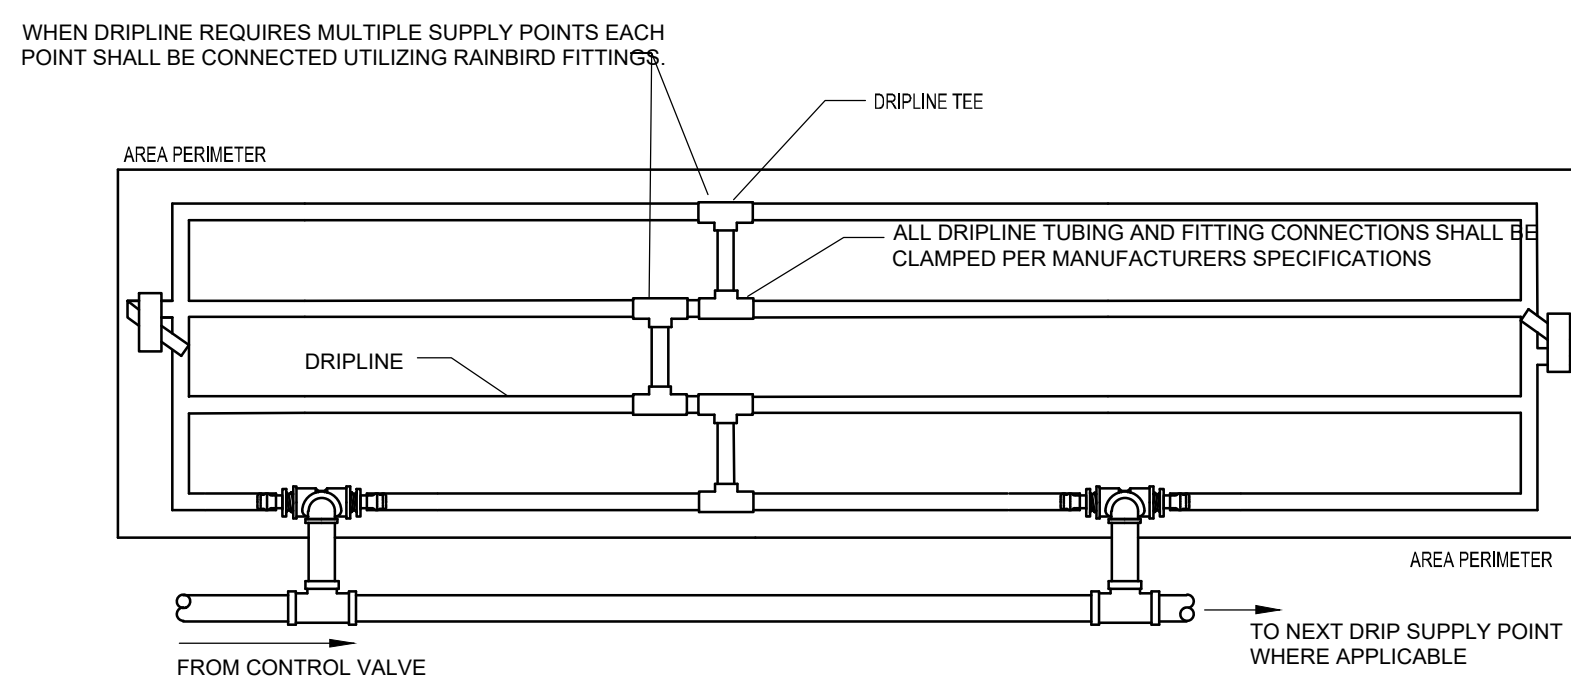 WHEN DRIPLINE REQUIRES MULTIPLE SUPPLY POINTS EACH
POINT SHALL BE CONNECTED UTILIZING RAINBIRD FITTINGS.
DRIPLINE TEE
AREA PERIMETER
ALL DRIPLINE TUBING AND FITTING CONNECTIONS SHALL BE
CLAMPED PER MANUFACTURERS SPECIFICATIONS
DRIPLINE
AREA PERIMETER
TO NEXT DRIP SUPPLY POINT
WHERE APPLICABLE
FROM CONTROL VALVE